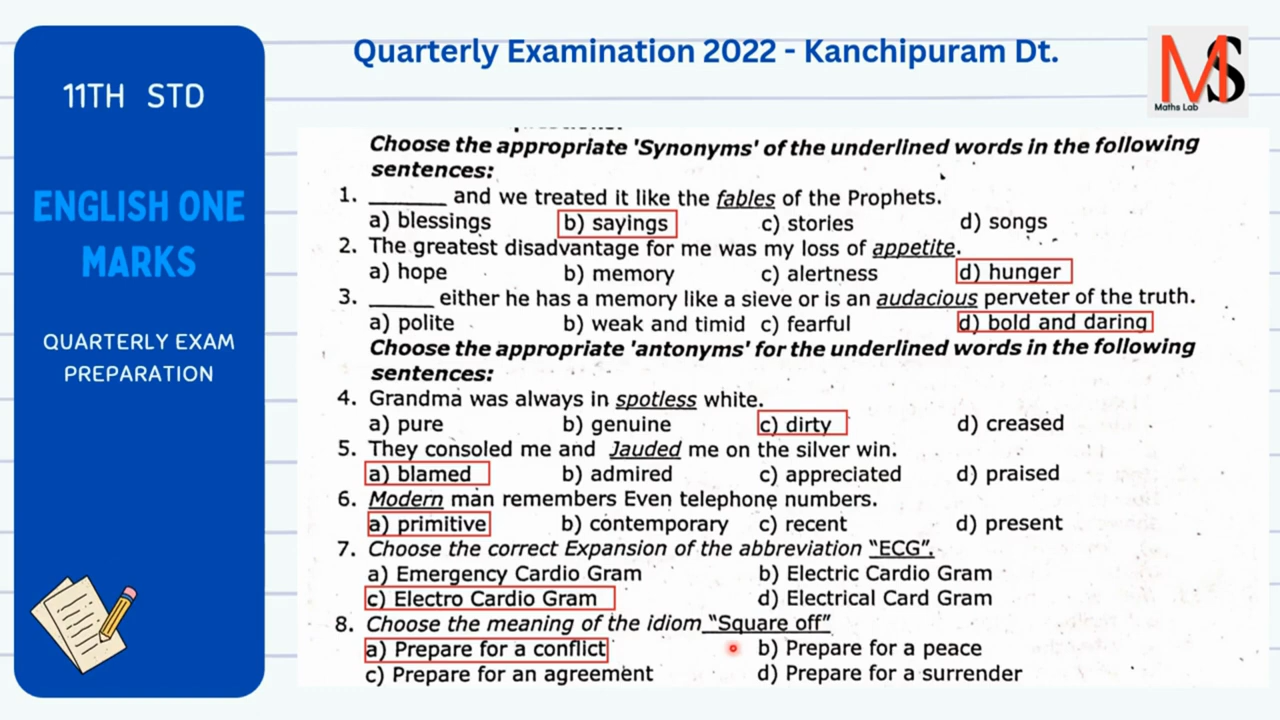 11TH STD
ENGLISH ONE
MARKS
QUARTERLY EXAM
PREPARATION
Quarterly Examination 2022 - Kanchipuram Dt.
MS
Maths Lab
Choose the appropriate 'Synonyms' of the underlined words in the following
sentences:
1. ______ and we treated it like the fables of the Prophets.
a) blessings b) sayings c) stories d) songs
2. The greatest disadvantage for me was my loss of appetite.
a) hope b) memory c) alertness d) hunger
3. ______ either he has a memory like a sieve or is an audacious perveter of the truth.
a) polite b) weak and timid c) fearful d) bold and daring
Choose the appropriate 'antonyms' for the underlined words in the following
sentences:
4. Grandma was always in spotless white.
a) pure b) genuine c) dirty d) creased
5. They consoled me and Jauded me on the silver win.
a) blamed b) admired c) appreciated d) praised
6. Modern man remembers Even telephone numbers.
a) primitive b) contemporary c) recent d) present
7. Choose the correct Expansion of the abbreviation "ECG".
a) Emergency Cardio Gram b) Electric Cardio Gram
c) Electro Cardio Gram d) Electrical Card Gram
8. Choose the meaning of the idiom "Square off"
a) Prepare for a conflict b) Prepare for a peace
c) Prepare for an agreement d) Prepare for a surrender